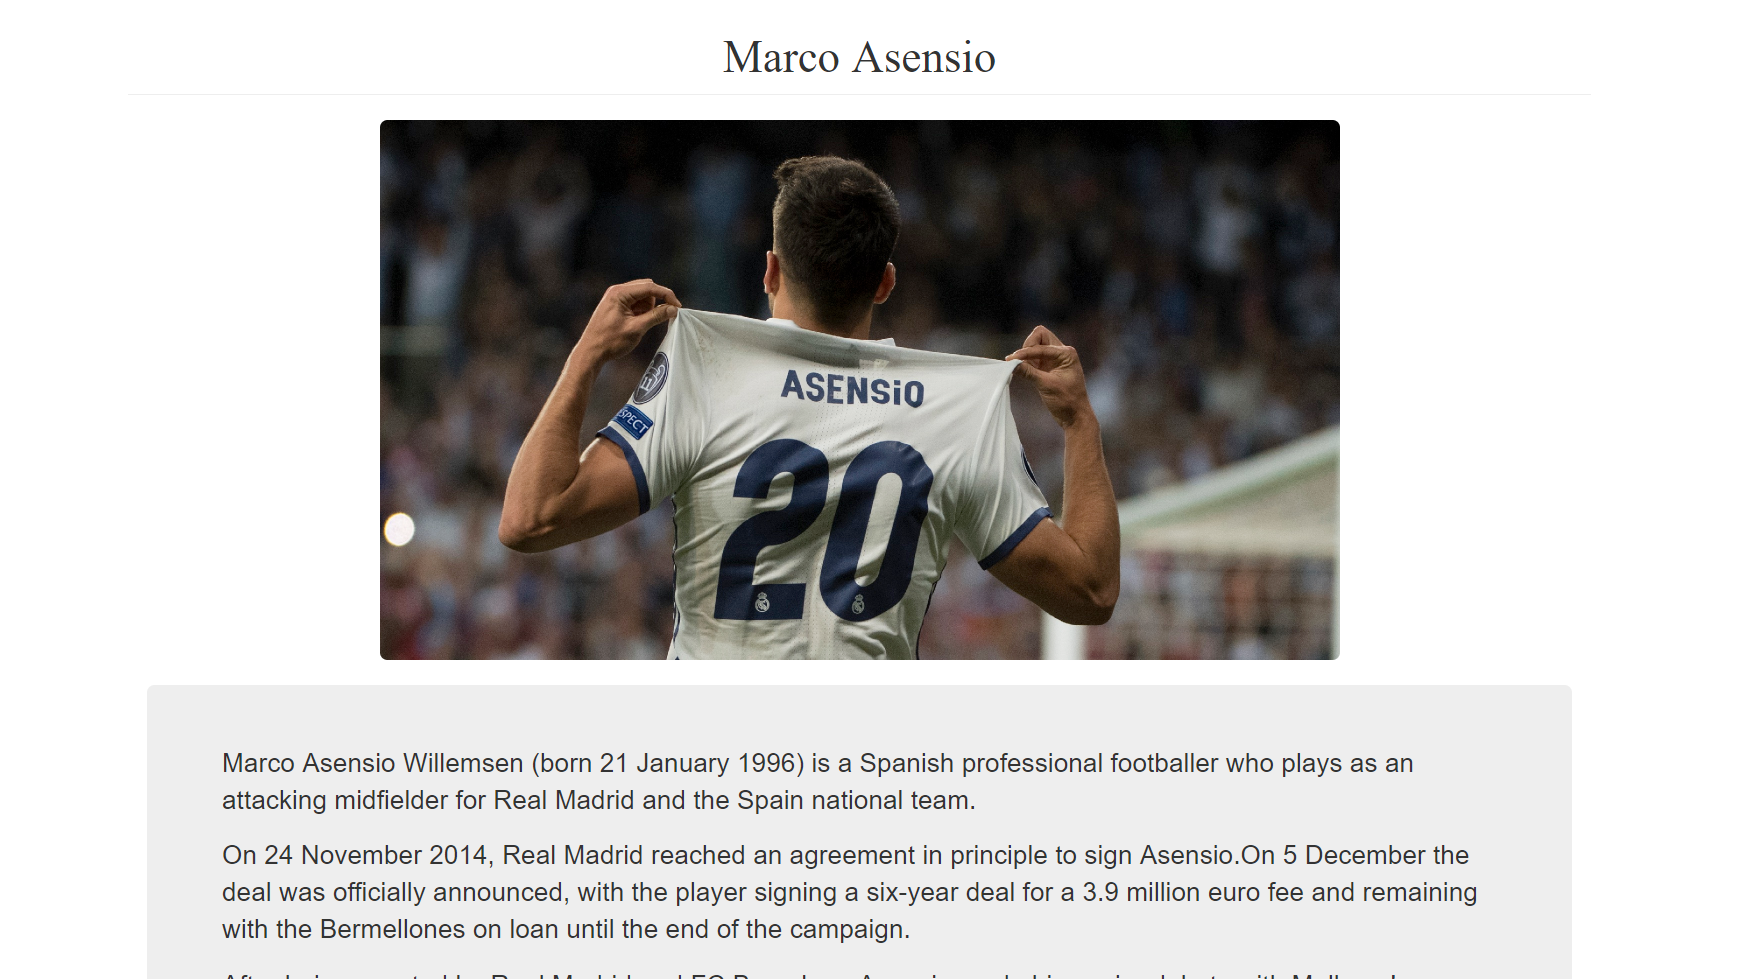 Marco Asensio
11
SPECT
ASENSiO
20
Marco Asensio Willemsen (born 21 January 1996) is a Spanish professional footballer who plays as an
attacking midfielder for Real Madrid and the Spain national team.
On 24 November 2014, Real Madrid reached an agreement in principle to sign Asensio.On 5 December the
deal was officially announced, with the player signing a six-year deal for a 3.9 million euro fee and remaining
with the Bermellones on loan until the end of the campaign.